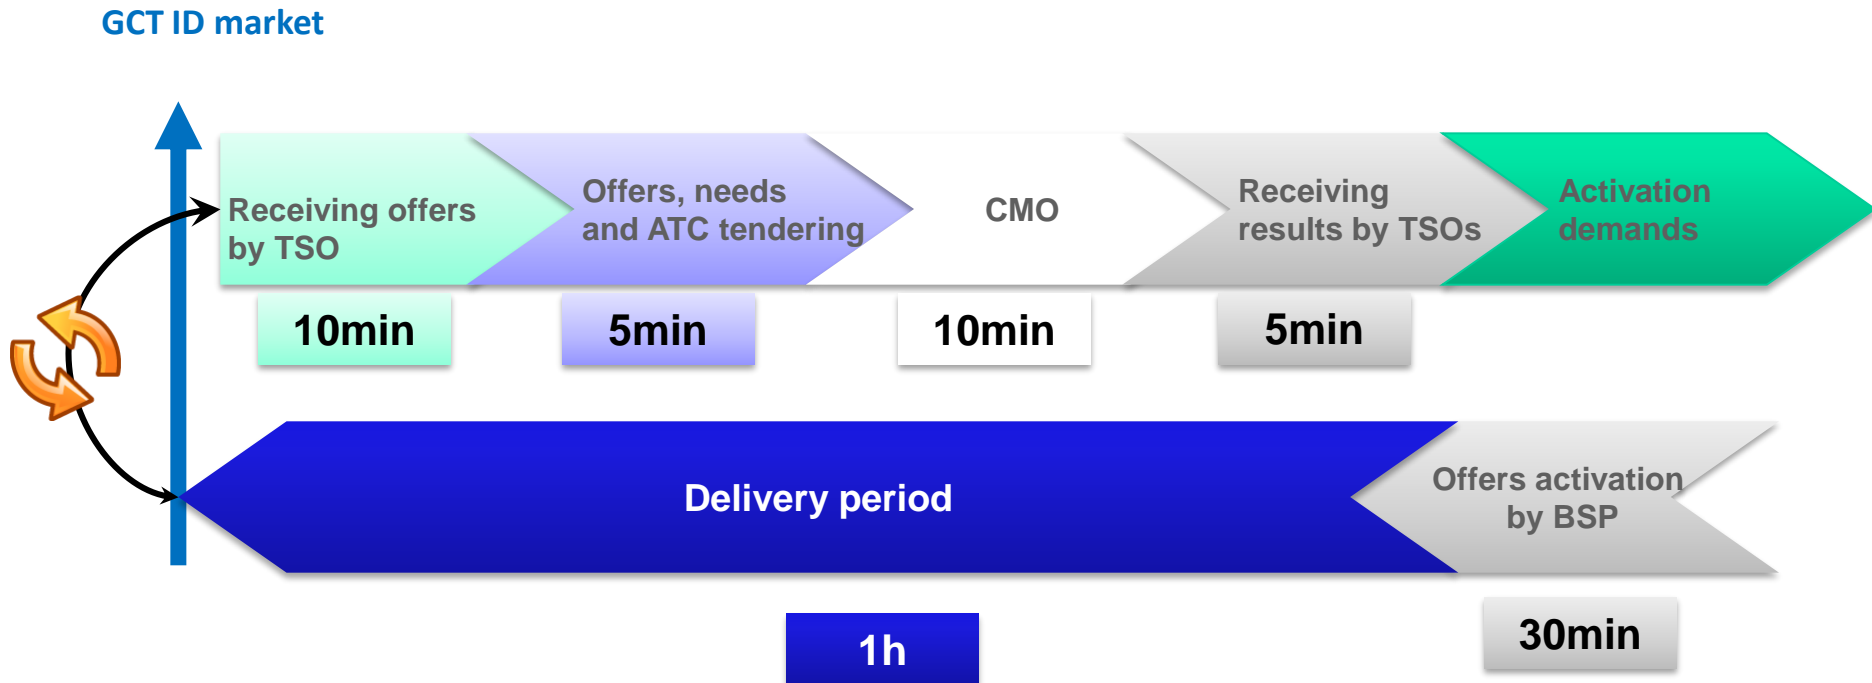 GCT ID market
Receiving offers
by TSO
Offers, needs
and ATC tendering
CMO
Receiving
results by TSOs
Activation
demands
10min
5min
10min
5min
Delivery period
Offers activation
by BSP
1h
30min